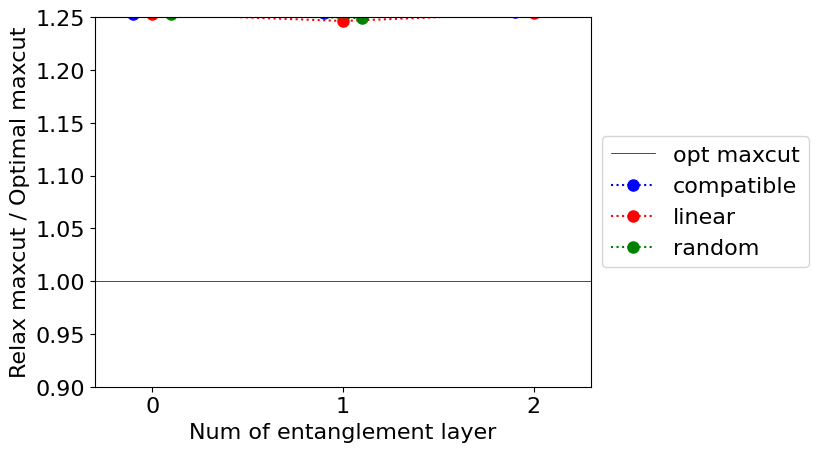 Relax maxcut / Optimal maxcut
1.25
1.20
1.15
1.10
1.05
1.00
0.95
0.90
0
1
2
Num of entanglement layer
opt maxcut
compatible
linear
random